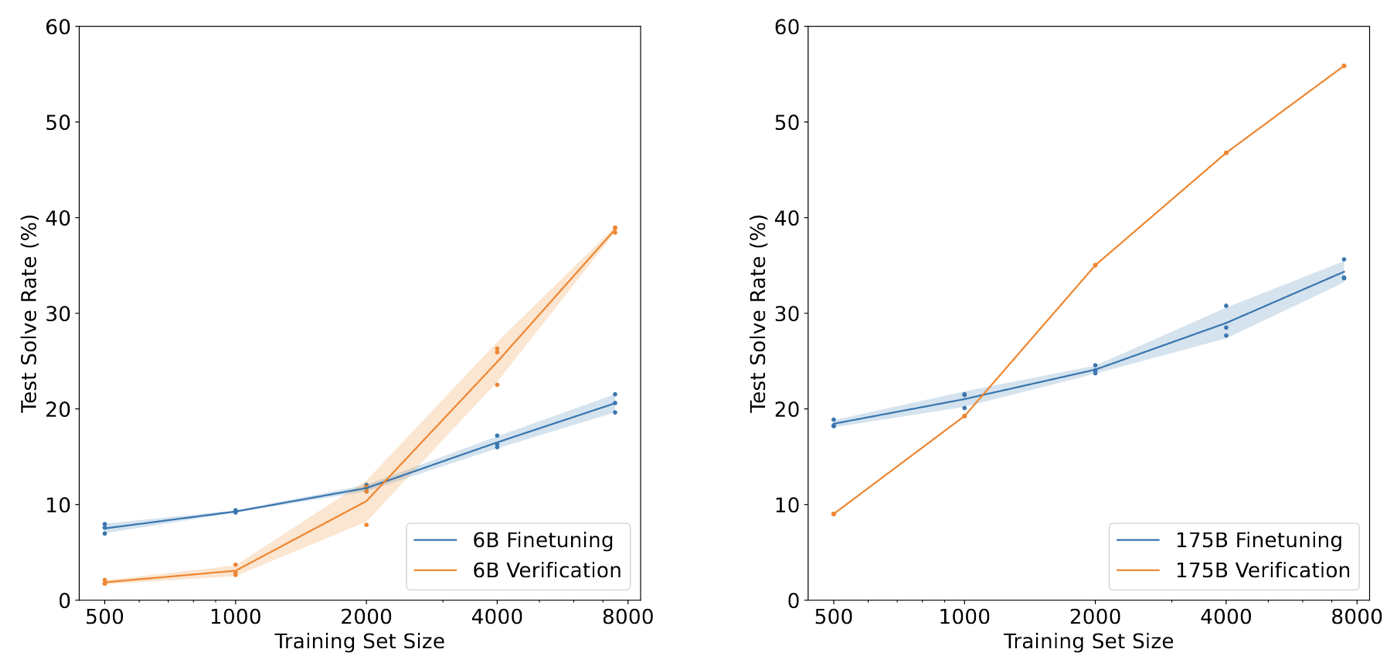 60
50
40
30
20
10
0
Test Solve Rate (%)
500 1000 2000 4000 8000
Training Set Size
6B Finetuning
6B Verification
60
50
40
30
20
10
0
Test Solve Rate (%)
500 1000 2000 4000 8000
Training Set Size
175B Finetuning
175B Verification